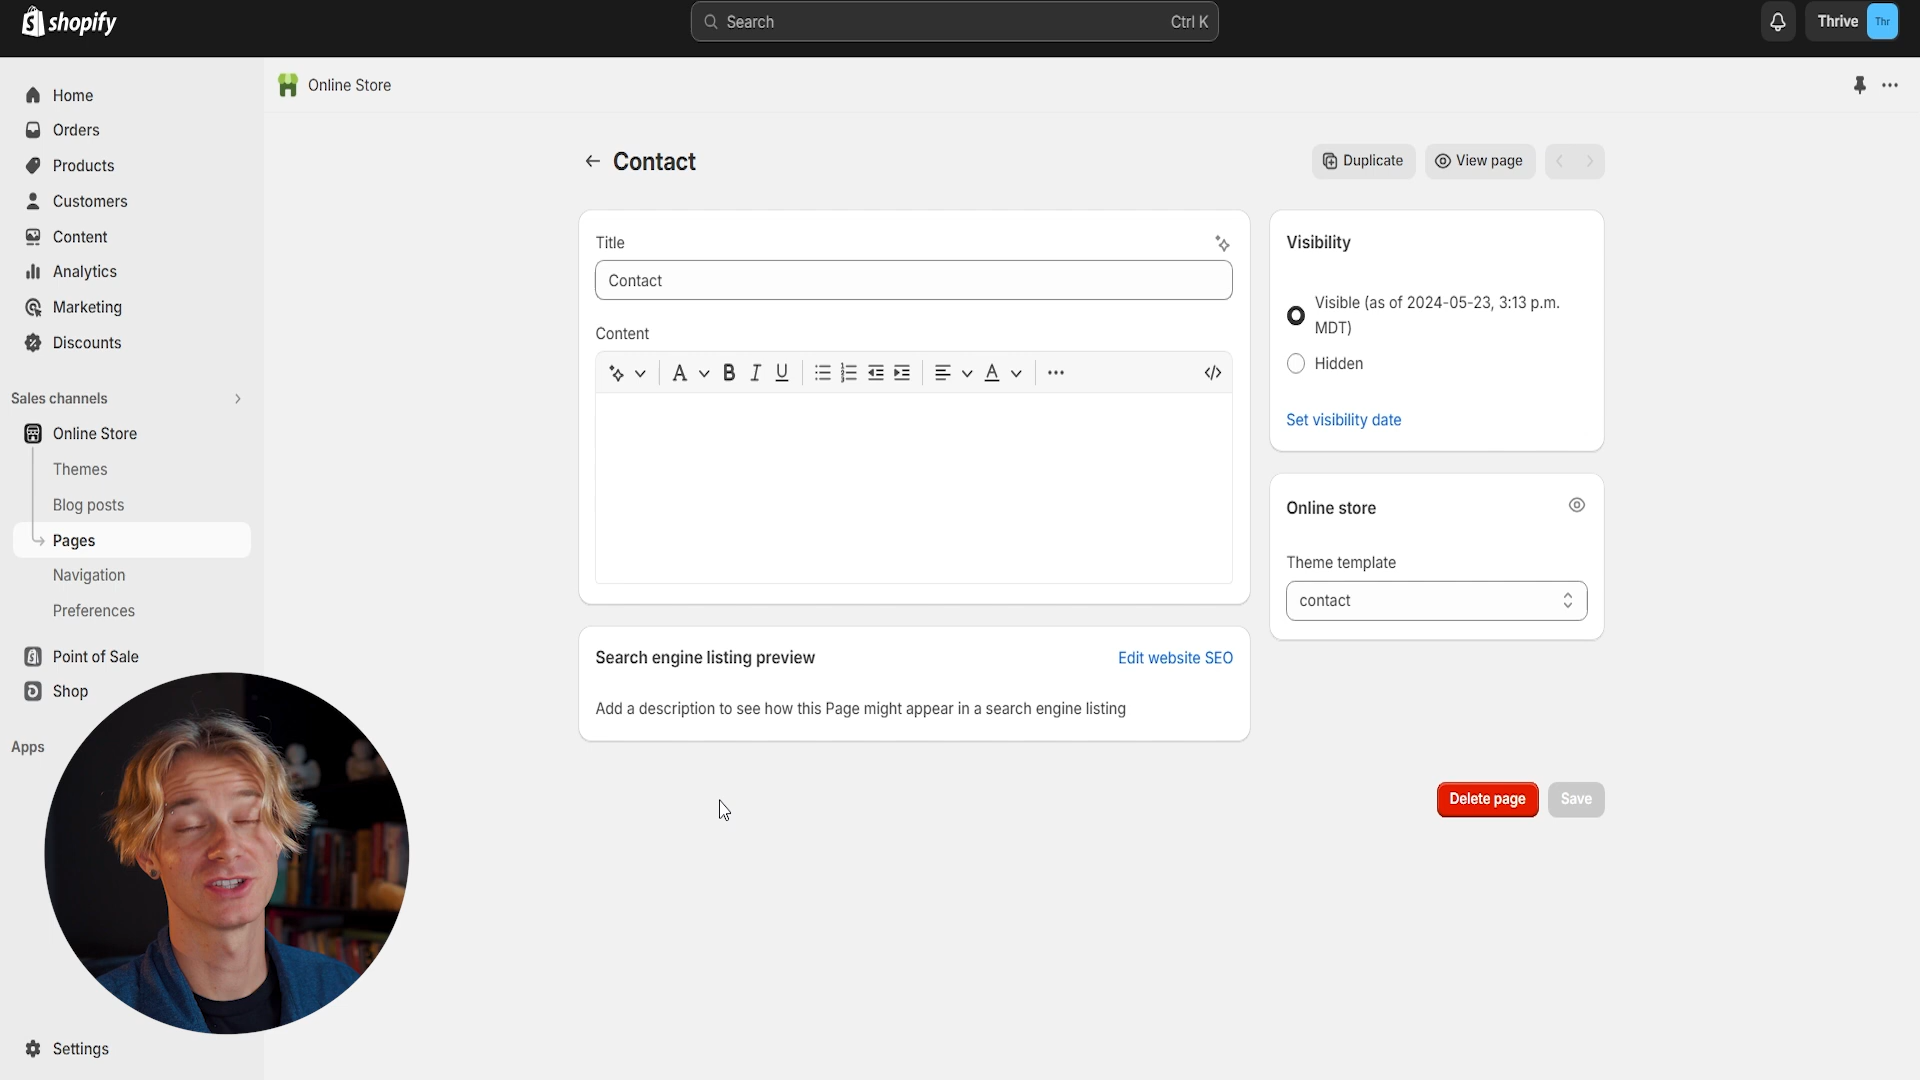 shopify
Search
Ctrl K
Thrive
Thr
Home
Orders
Products
Customers
Content
Analytics
Marketing
Discounts
Sales channels
Online Store
Themes
Blog posts
Pages
Navigation
Preferences
Point of Sale
Shop
Apps
Settings
Online Store
Contact
Duplicate
View page
Title
Contact
Content
Search engine listing preview
Edit website SEO
Add a description to see how this Page might appear in a search engine listing
Visibility
Visible (as of 2024-05-23, 3:13 p.m.
MDT)
Hidden
Set visibility date
Online store
Theme template
contact
Delete page
Save